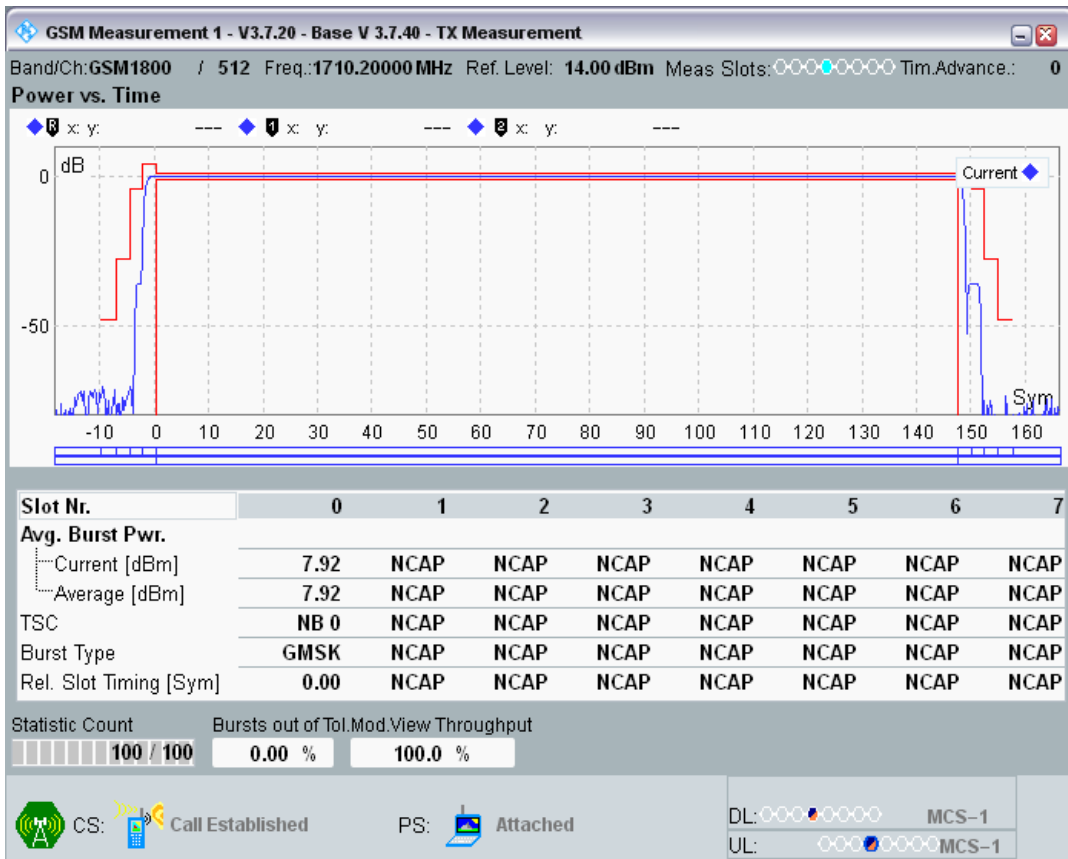 GSM Measurement 1 - V3.7.20 - Base V 3.7.40 - TX Measurement
Band/Ch:GSM1800 / 512 Freq.:1710.20000 MHz Ref. Level: 14.00 dBm Meas Slots: Tim.Advance.: 0
Power vs. Time
R x: y: --- 1 x: y: --- 2 x: y: ---
dB
Current
0
-50
Sym
-10 0 10 20 30 40 50 60 70 80 90 100 110 120 130 140 150 160
Slot Nr. 0 1 2 3 4 5 6 7
Avg. Burst Pwr.
Current [dBm] 7.92 NCAP NCAP NCAP NCAP NCAP NCAP NCAP
Average [dBm] 7.92 NCAP NCAP NCAP NCAP NCAP NCAP NCAP
TSC NB 0 NCAP NCAP NCAP NCAP NCAP NCAP NCAP
Burst Type GMSK NCAP NCAP NCAP NCAP NCAP NCAP NCAP
Rel. Slot Timing [Sym] 0.00 NCAP NCAP NCAP NCAP NCAP NCAP NCAP
Statistic Count Bursts out of Tol.Mod.View Throughput
100 / 100 0.00 % 100.0 %
CS: Call Established PS: Attached
DL: MCS-1
UL: MCS-1